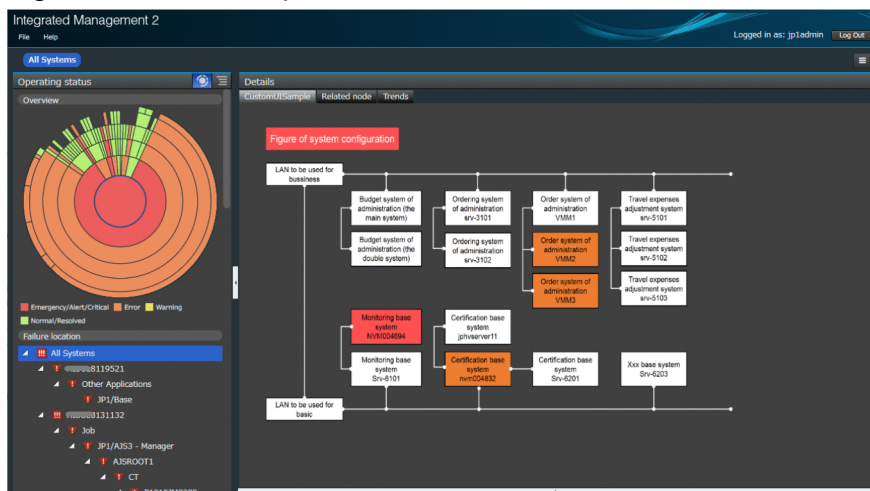 Integrated Management 2
File Help
Logged in as: jp1admin Log Out
All Systems
Operating status
Overview
Emergency/Alert/Critical Error Warning
Normal/Resolved
Failure location
All Systems
8119521
Other Applications
JP1/Base
8131132
Job
JP1/AJS3 - Manager
AJSROOT1
CT
Details
CustomUISample Related node Trends
Figure of system configuration
LAN to be used for
bussiness
Budget system of
administration (the
main system)
Ordering system
of administration
srv-3101
Order system of
administration
VMM1
Travel expenses
adjustment system
srv-5101
Budget system of
administration (the
double system)
Ordering system
of administration
srv-3102
Order system of
administration
VMM2
Travel expenses
adjustment system
srv-5102
Order system of
administration
VMM3
Travel expenses
adjustment system
srv-5103
Monitoring base
system
NVM004694
Certification base
system
jphvserver11
Monitoring base
system
Srv-6101
Certification base
system
nvm004832
Certification base
system
Srv-6201
Xxx base system
Srv-6203
LAN to be used for
basic